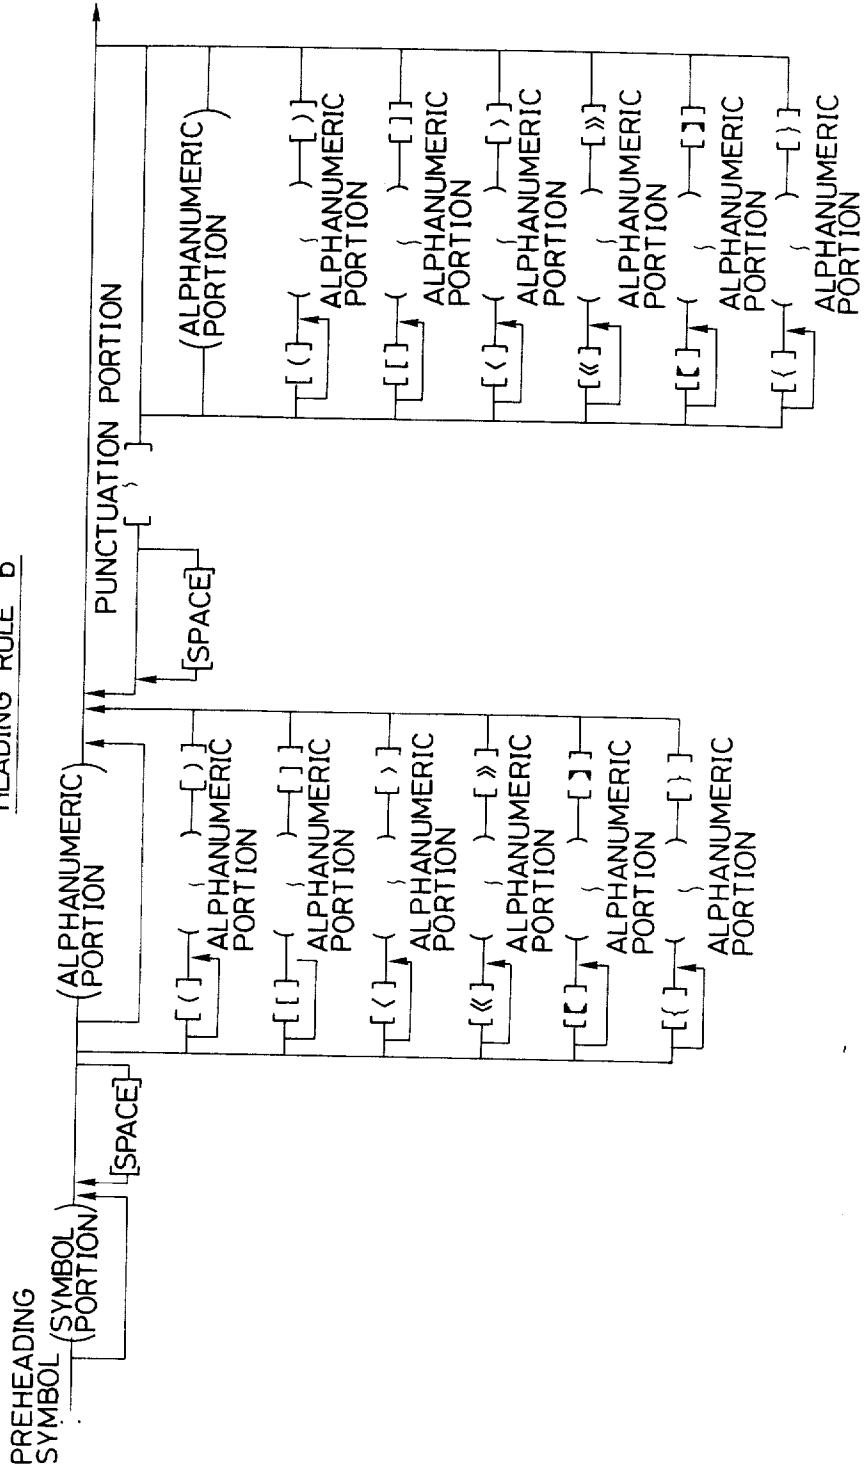 HEADING RULE b
PREHEADING
SYMBOL
(SYMBOL
PORTION)
[SPACE]
(ALPHANUMERIC)
PORTION
[(] ( ~ ) [)]
ALPHANUMERIC
PORTION
[[] ( ~ ) []]
ALPHANUMERIC
PORTION
[〈] ( ~ ) [〉]
ALPHANUMERIC
PORTION
[《] ( ~ ) [》]
ALPHANUMERIC
PORTION
[【] ( ~ ) [】]
ALPHANUMERIC
PORTION
[{] ( ~ ) [}]
ALPHANUMERIC
PORTION
PUNCTUATION PORTION
[ ~ ]
[SPACE]
(ALPHANUMERIC)
PORTION
[(] ( ~ ) [)]
ALPHANUMERIC
PORTION
[[] ( ~ ) []]
ALPHANUMERIC
PORTION
[〈] ( ~ ) [〉]
ALPHANUMERIC
PORTION
[《] ( ~ ) [》]
ALPHANUMERIC
PORTION
[【] ( ~ ) [】]
ALPHANUMERIC
PORTION
[{] ( ~ ) [}]
ALPHANUMERIC
PORTION